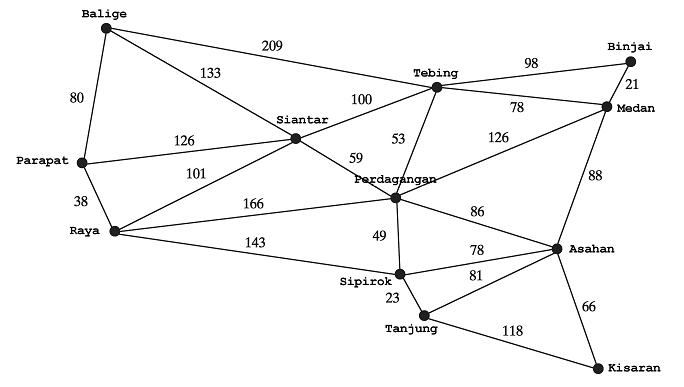 Balige
209
Binjai
98
133
Tebing
21
80
100
78
Medan
Siantar
126
53
126
Parapat
59
101
88
Perdagangan
38
166
86
Raya
49
143
78
Asahan
Sipirok
81
23
66
Tanjung
118
Kisaran